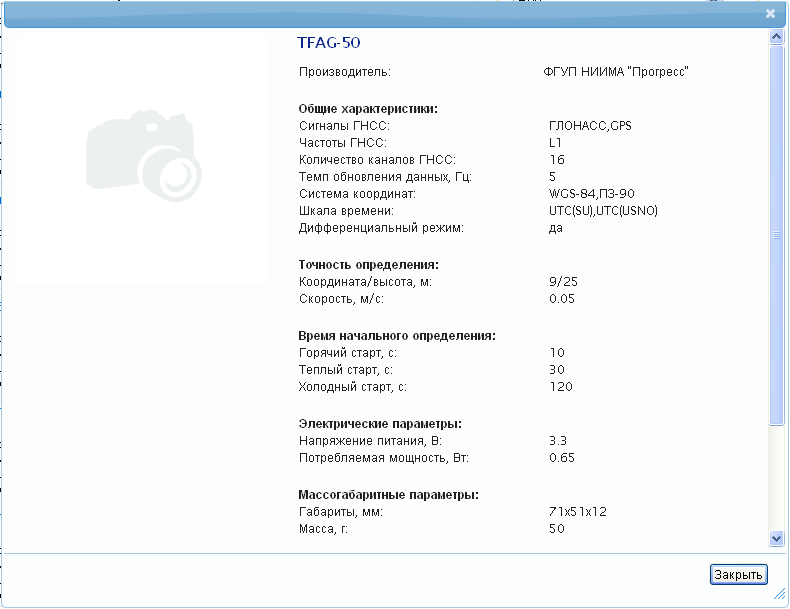 TFAG-50
Производитель: ФГУП НИИМА "Прогресс"
Общие характеристики:
Сигналы ГНСС: ГЛОНАСС,GPS
Частоты ГНСС: L1
Количество каналов ГНСС: 16
Темп обновления данных, Гц: 5
Система координат: WGS-84,ПЗ-90
Шкала времени: UTC(SU),UTC(USNO)
Дифференциальный режим: да
Точность определения:
Координата/высота, м: 9/25
Скорость, м/с: 0.05
Время начального определения:
Горячий старт, с: 10
Теплый старт, с: 30
Холодный старт, с: 120
Электрические параметры:
Напряжение питания, В: 3.3
Потребляемая мощность, Вт: 0.65
Массогабаритные параметры:
Габариты, мм: 71x51x12
Масса, г: 50
Закрыть